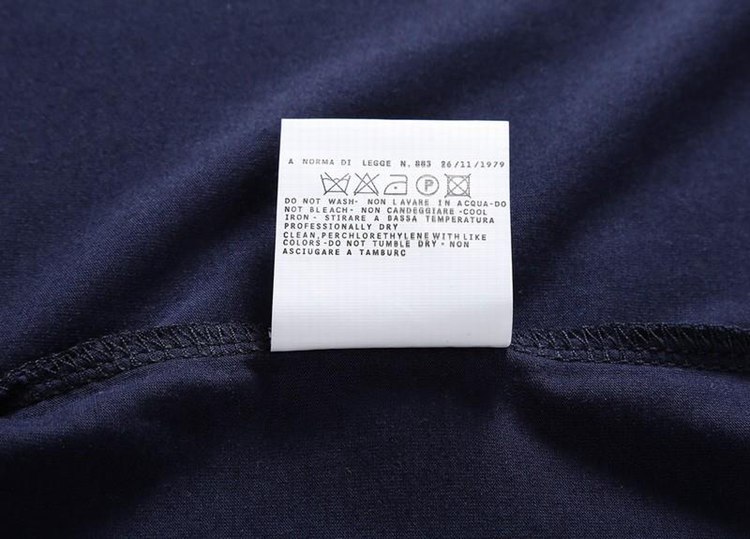 A NORMA DI LEGGE N. 883 26/11/1979
P
DO NOT WASH- NON LAVARE IN ACQUA-DO
NOT BLEACH- NON CANDEGGIARE -COOL
IRON - STIRARE A DASSA TEMPERATURA
PROFESSIONALLY DRY
CLEAN,PERCHLORETHYLENE WITH LIKE
COLORS-DO NOT TUMBLE DRY - NON
ASCIUGARE A TAMBURC